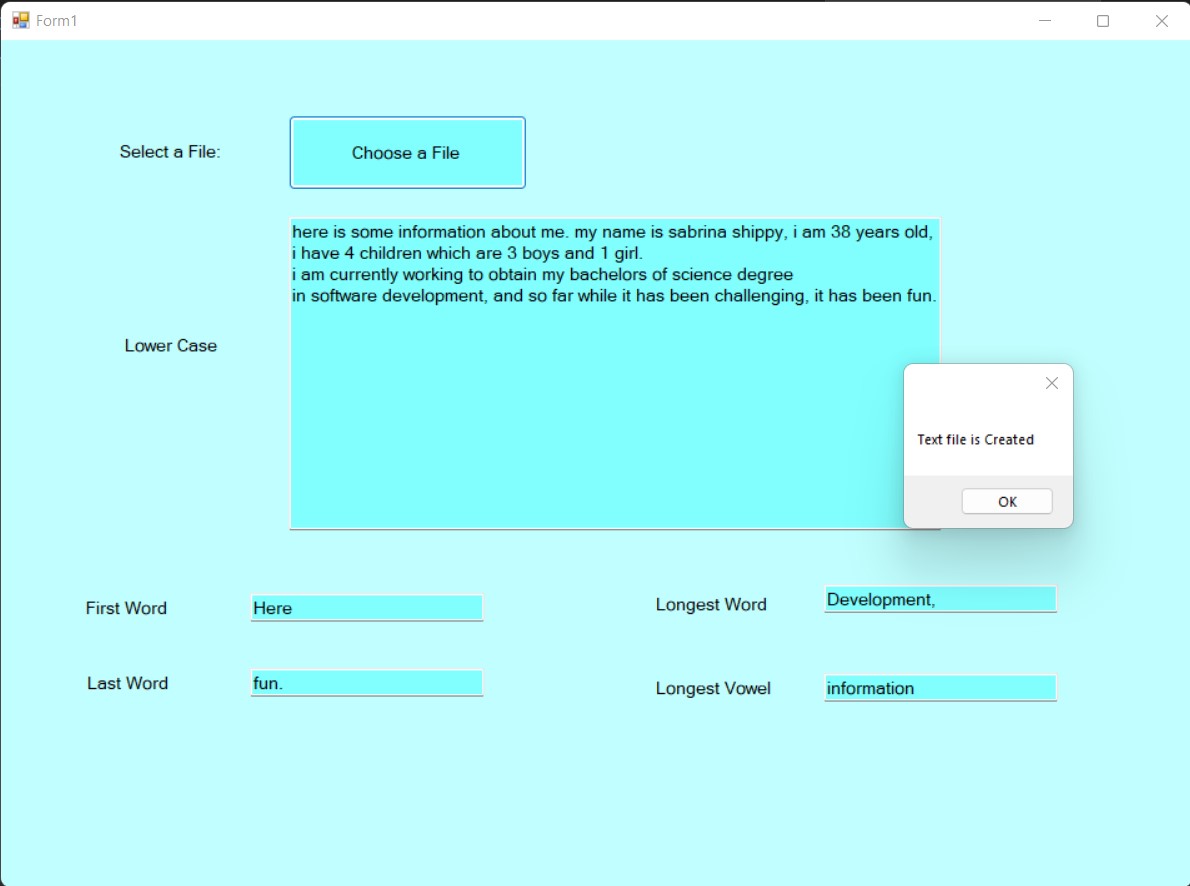 Form1
Select a File:
Choose a File
here is some information about me. my name is sabrina shippy, i am 38 years old,
i have 4 children which are 3 boys and 1 girl.
i am currently working to obtain my bachelors of science degree
in software development, and so far while it has been challenging, it has been fun.
Lower Case
Text file is Created
OK
First Word
Here
Longest Word
Development,
Last Word
fun.
Longest Vowel
information